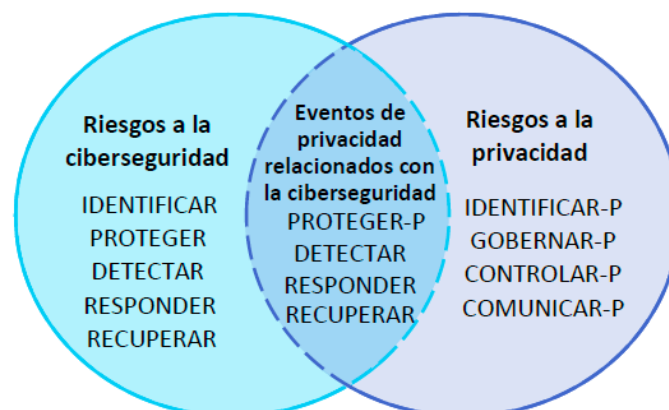 Riesgos a la
ciberseguridad
IDENTIFICAR
PROTEGER
DETECTAR
RESPONDER
RECUPERAR
Eventos de
privacidad
relacionados con
la ciberseguridad
PROTEGER-P
DETECTAR
RESPONDER
RECUPERAR
Riesgos a la
privacidad
IDENTIFICAR-P
GOBERNAR-P
CONTROLAR-P
COMUNICAR-P